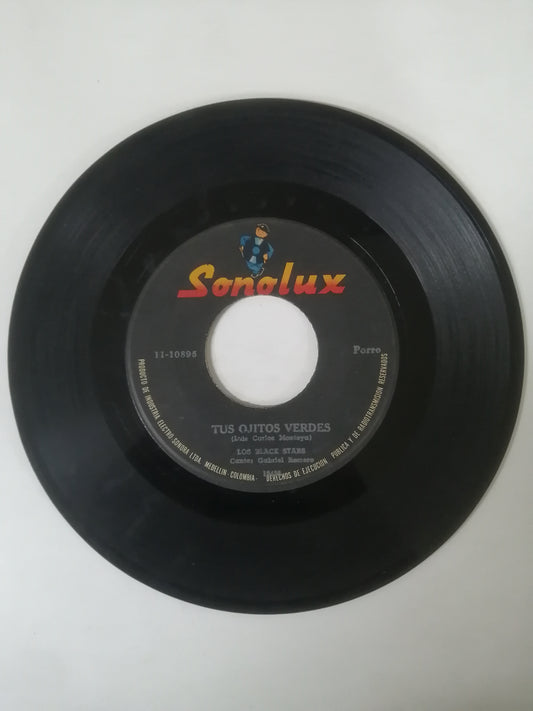 Sonolux
11-10895
Porro
TUS OJITOS VERDES
(Luis Carlos Montoya)
LOS BLACK STARS
Canta: Gabriel Romero
PRODUCTO DE INDUSTRIA ELECTRO SONORA LTDA. MEDELLIN - COLOMBIA - DERECHOS DE EJECUCION PUBLICA Y DE RADIOTRANSMISION RESERVADOS